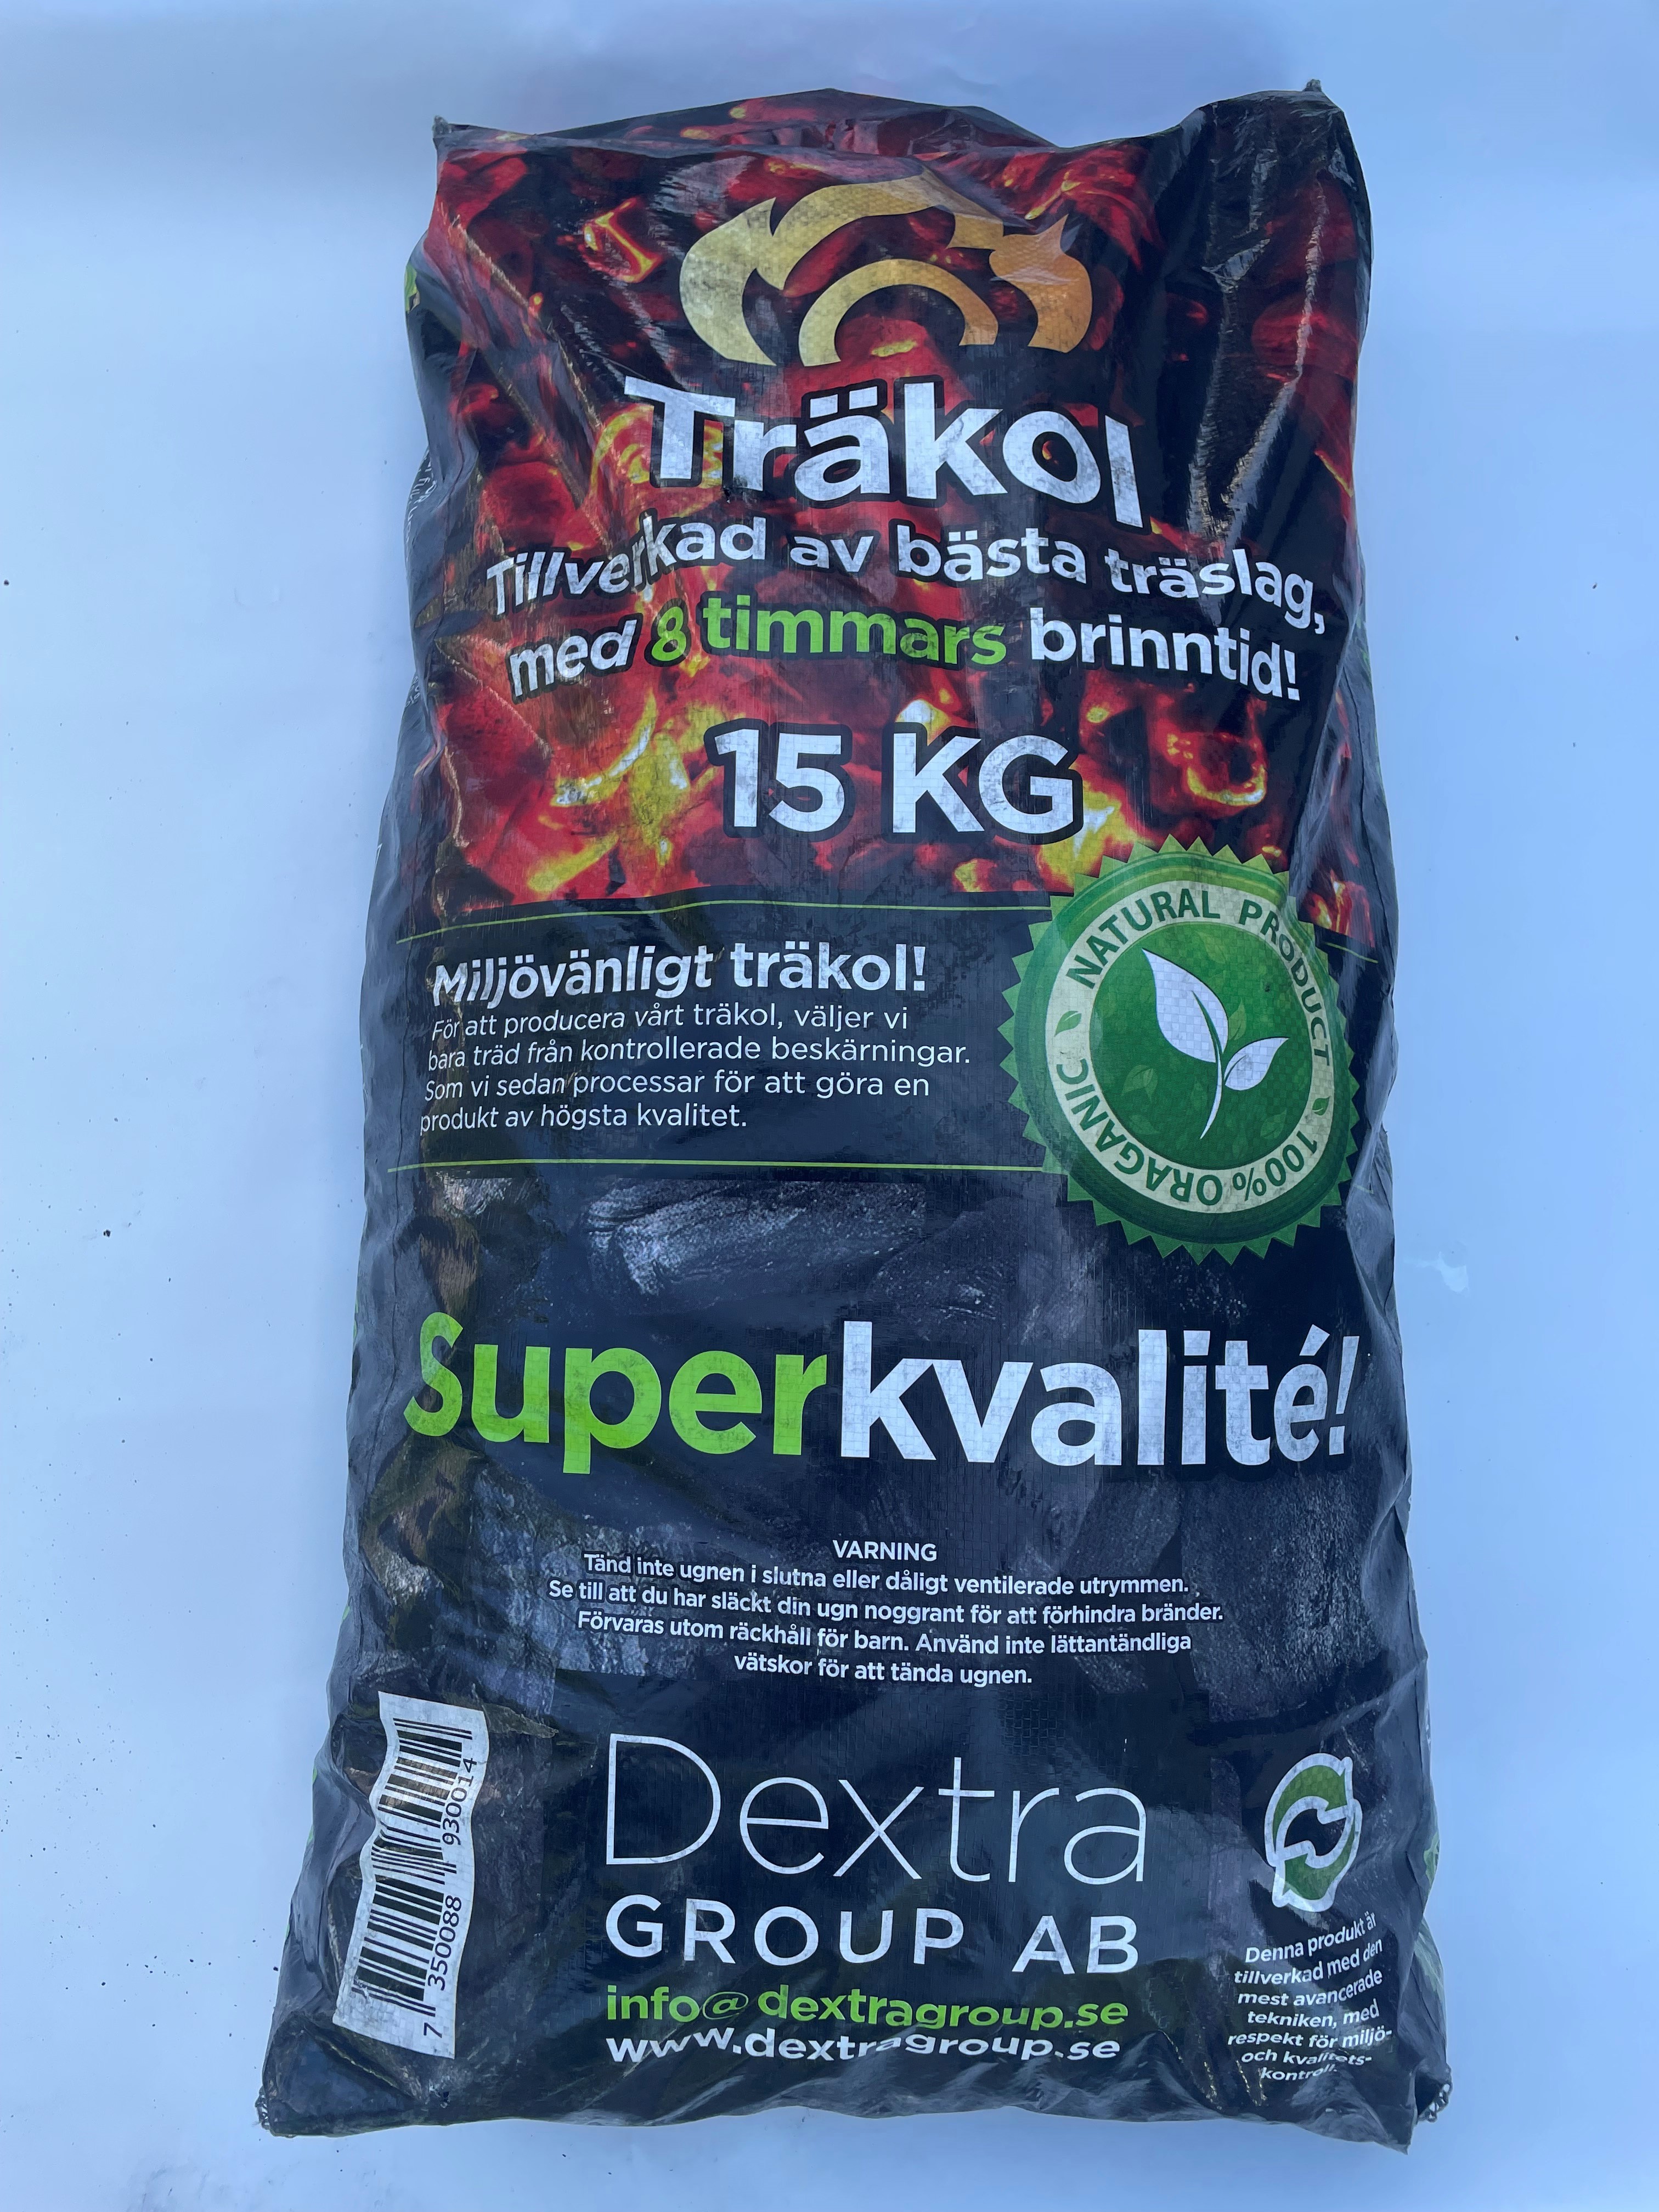 Träkol
Tillverkad av bästa träslag,
med 8 timmars brinntid!
15 KG
NATURAL PRODUCT
100% ORAGANIC
Miljövänligt träkol!
För att producera vårt träkol, väljer vi
bara träd från kontrollerade beskärningar.
Som vi sedan processar för att göra en
produkt av högsta kvalitet.
Superkvalité!
VARNING
Tänd inte ugnen i slutna eller dåligt ventilerade utrymmen.
Se till att du har släckt din ugn noggrant för att förhindra bränder.
Förvaras utom räckhåll för barn. Använd inte lättantändliga
vätskor för att tända ugnen.
7 350088 930014
Dextra
GROUP AB
info@dextragroup.se
www.dextragroup.se
Denna produkt är
tillverkad med den
mest avancerade
tekniken, med
respekt för miljö-
och kvalitets-
kontroll.